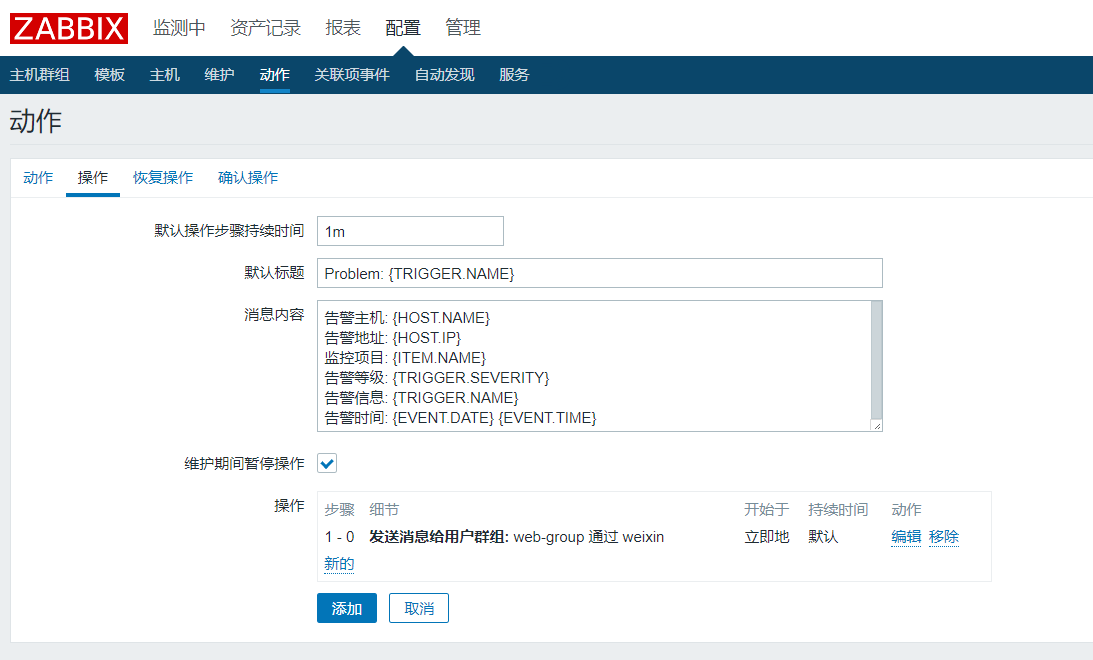 ZABBIX 监测中 资产记录 报表 配置 管理
主机群组 模板 主机 维护 动作 关联项事件 自动发现 服务
动作
动作 操作 恢复操作 确认操作
默认操作步骤持续时间 1m
默认标题 Problem: {TRIGGER.NAME}
消息内容 告警主机: {HOST.NAME}
告警地址: {HOST.IP}
监控项目: {ITEM.NAME}
告警等级: {TRIGGER.SEVERITY}
告警信息: {TRIGGER.NAME}
告警时间: {EVENT.DATE} {EVENT.TIME}
维护期间暂停操作
操作 步骤 细节 开始于 持续时间 动作
1 - 0 发送消息给用户群组: web-group 通过 weixin 立即地 默认 编辑 移除
新的
添加 取消